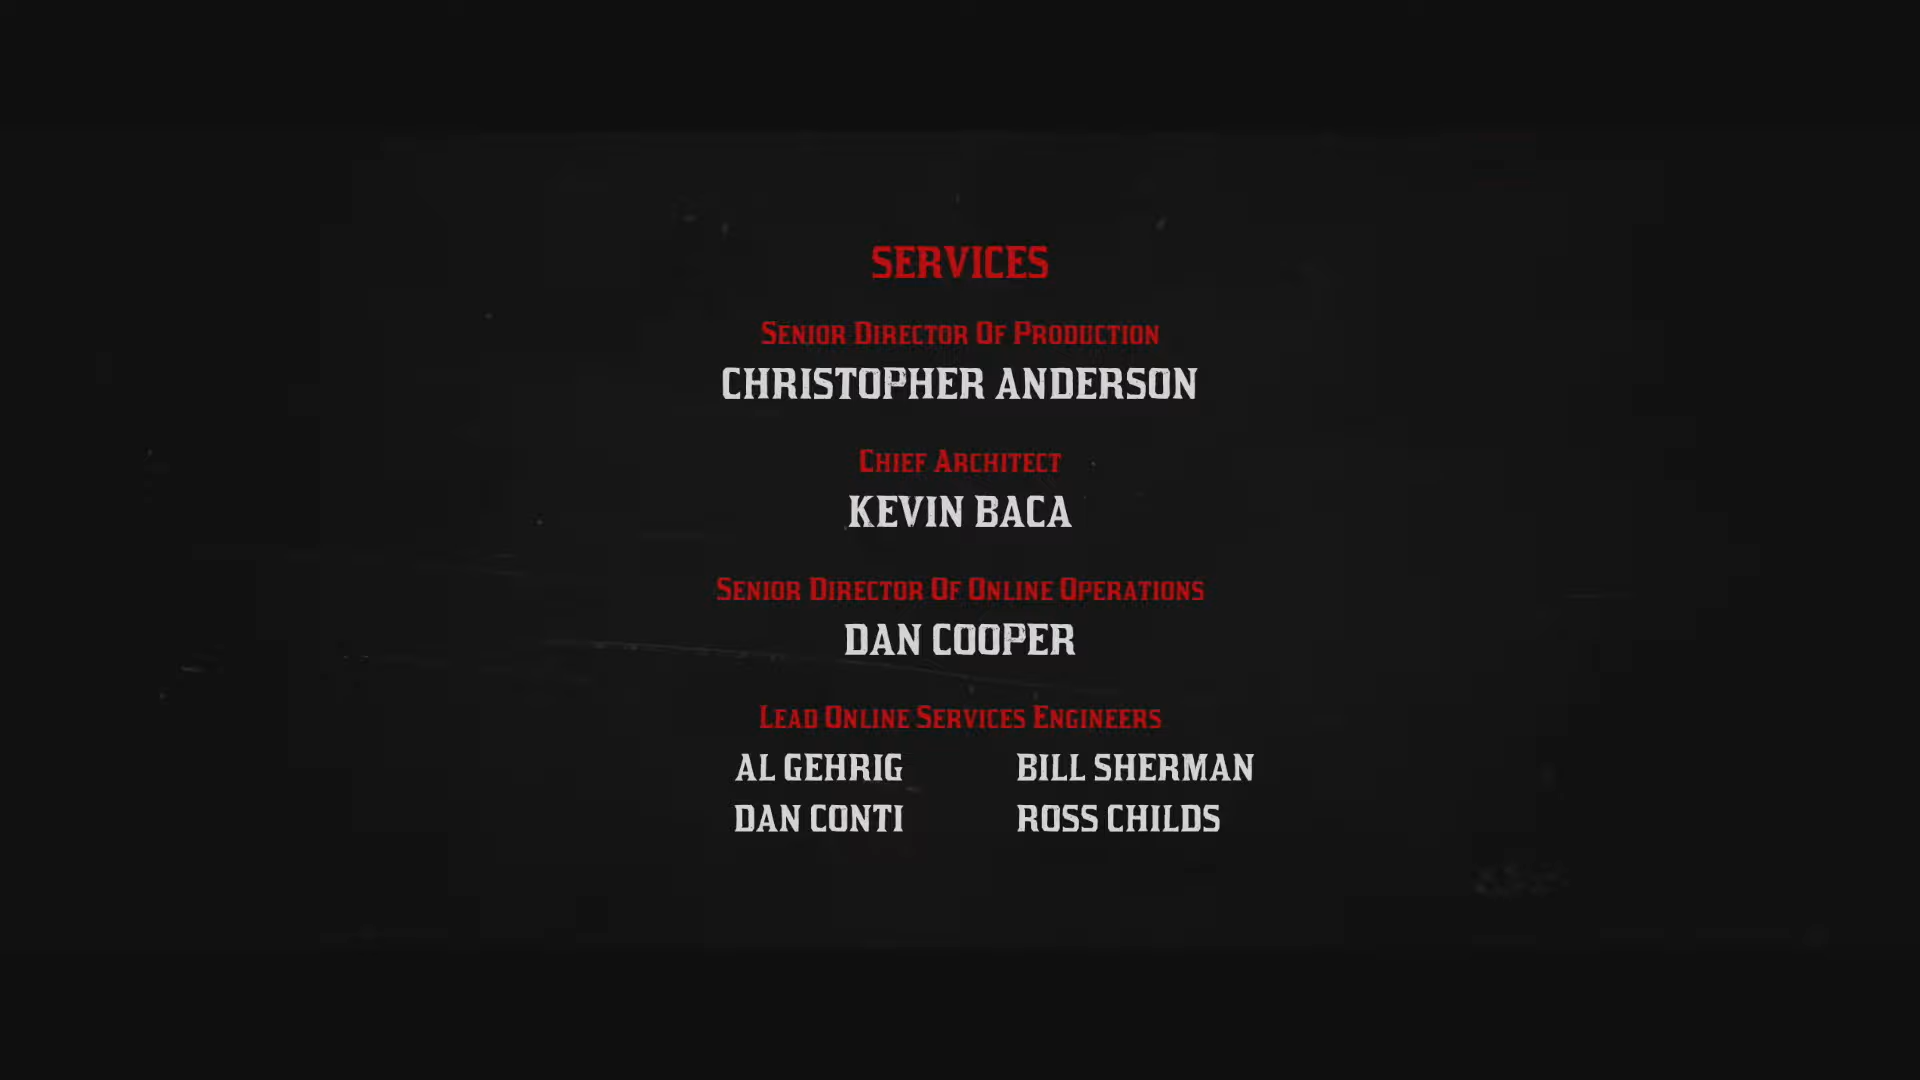 SERVICES
SENIOR DIRECTOR OF PRODUCTION
CHRISTOPHER ANDERSON
CHIEF ARCHITECT
KEVIN BACA
SENIOR DIRECTOR OF ONLINE OPERATIONS
DAN COOPER
LEAD ONLINE SERVICES ENGINEERS
AL GEHRIG BILL SHERMAN
DAN CONTI ROSS CHILDS